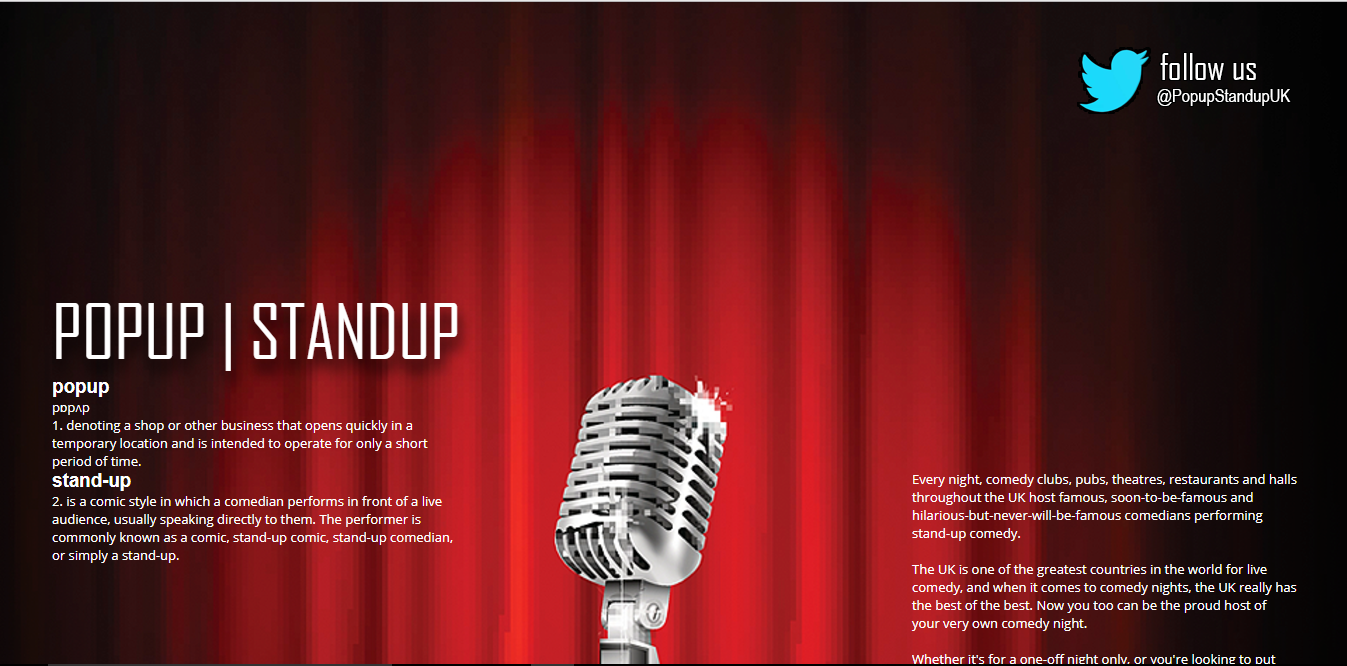 follow us
@PopupStandupUK
POPUP | STANDUP
popup
pɒpʌp
1. denoting a shop or other business that opens quickly in a
temporary location and is intended to operate for only a short
period of time.
stand-up
2. is a comic style in which a comedian performs in front of a live
audience, usually speaking directly to them. The performer is
commonly known as a comic, stand-up comic, stand-up comedian,
or simply a stand-up.
Every night, comedy clubs, pubs, theatres, restaurants and halls
throughout the UK host famous, soon-to-be-famous and
hilarious-but-never-will-be-famous comedians performing
stand-up comedy.
The UK is one of the greatest countries in the world for live
comedy, and when it comes to comedy nights, the UK really has
the best of the best. Now you too can be the proud host of
your very own comedy night.
Whether it's for a one-off night only, or you're looking to put